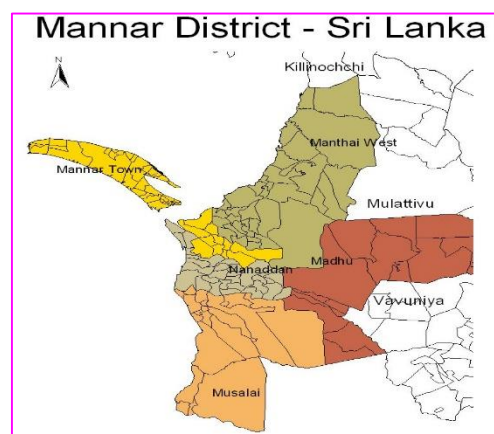 Mannar District - Sri Lanka
N
Killinochchi
Manthai West
Mannar Town
Mulattivu
Madhu
Nanaddan
Vavuniya
Musalai